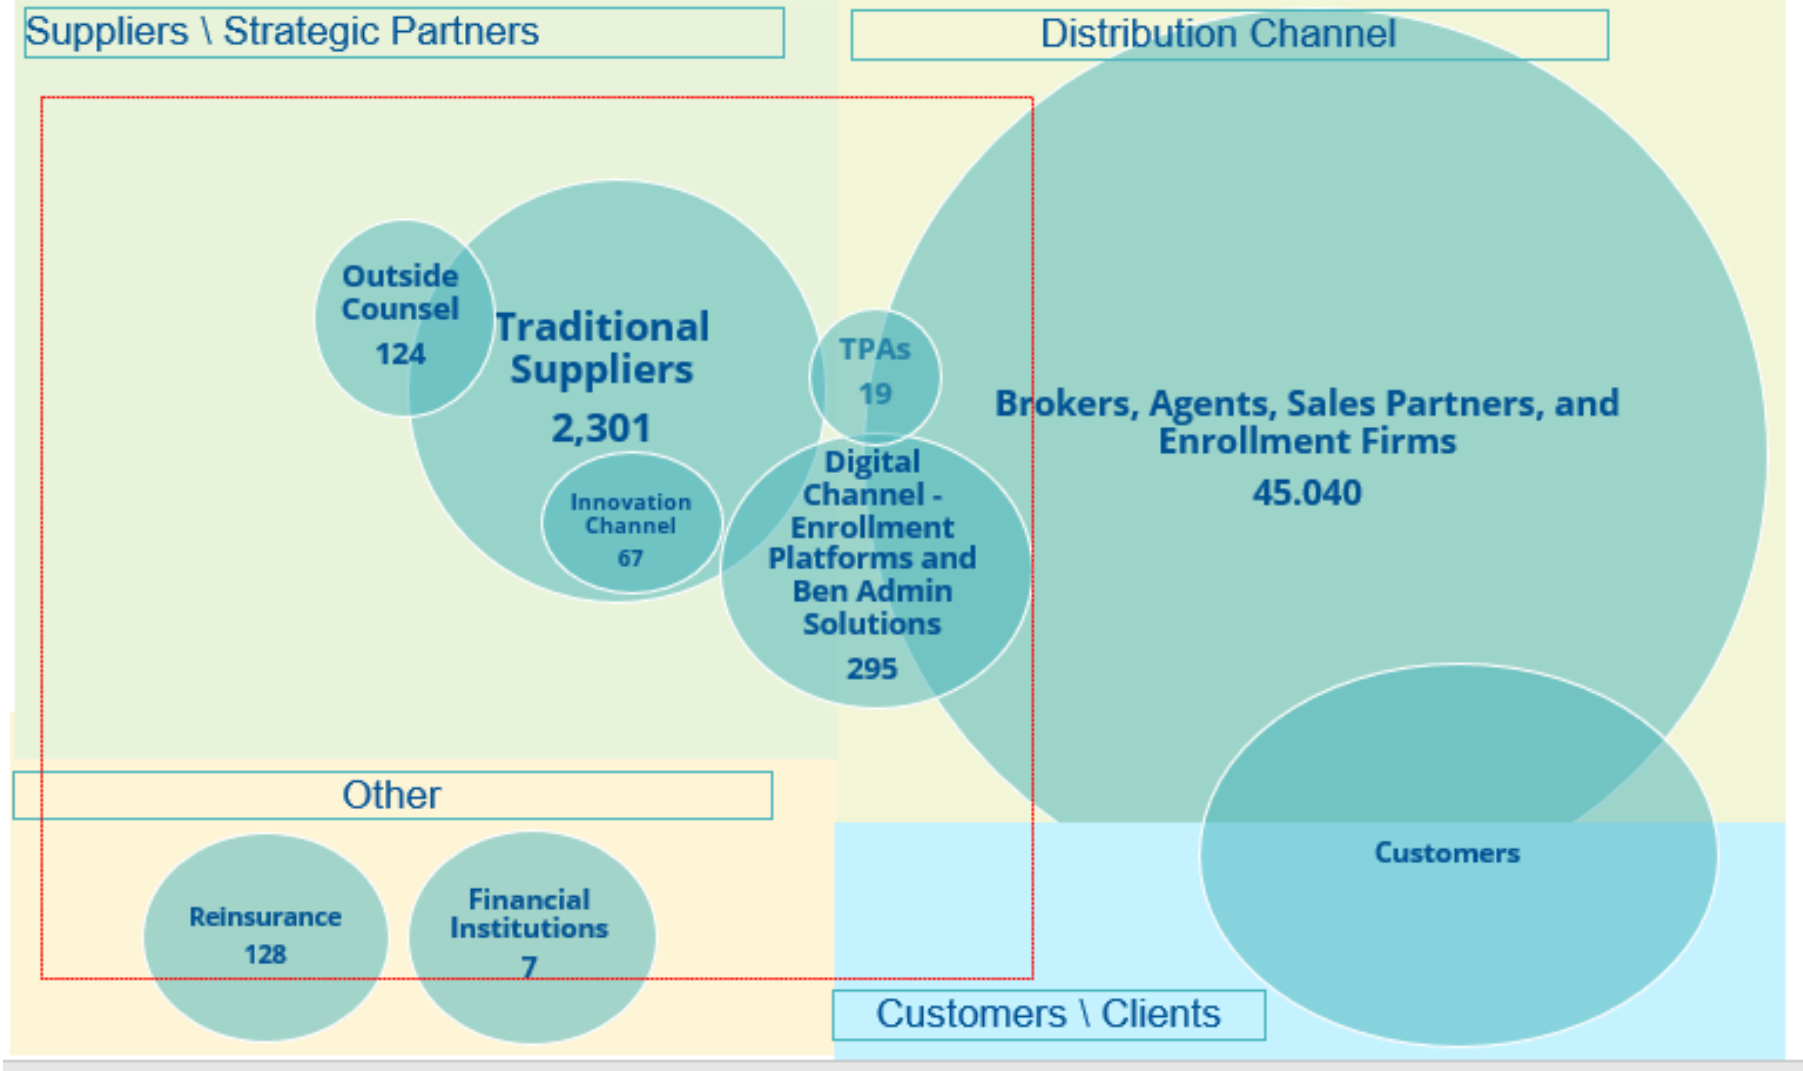 Suppliers \ Strategic Partners
Distribution Channel
Outside
Counsel
124
Traditional
Suppliers
2,301
Innovation
Channel
67
TPAs
19
Digital
Channel -
Enrollment
Platforms and
Ben Admin
Solutions
295
Brokers, Agents, Sales Partners, and
Enrollment Firms
45.040
Other
Reinsurance
128
Financial
Institutions
7
Customers
Customers \ Clients